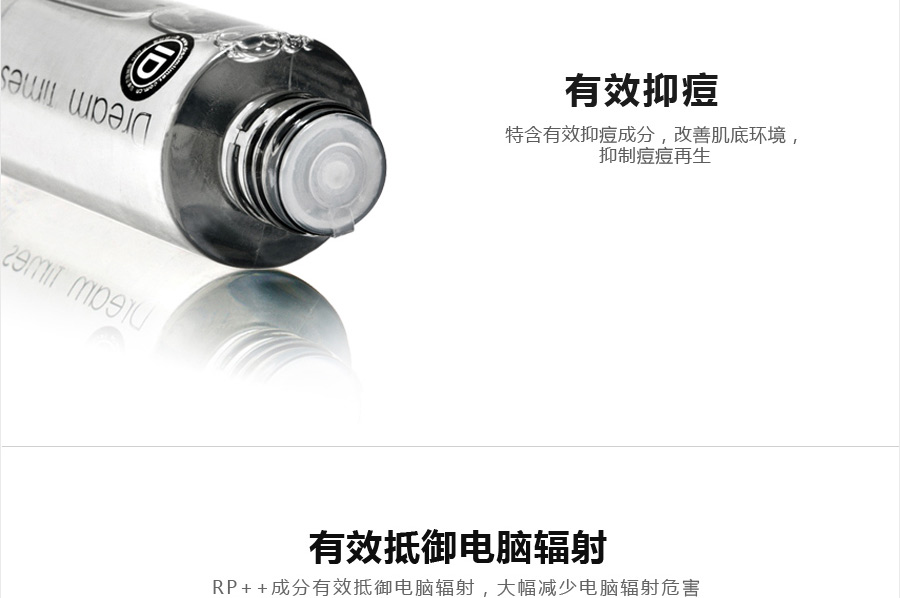 Dream times
ID
有效抑痘
特含有效抑痘成分，改善肌底环境，
抑制痘痘再生
有效抵御电脑辐射
RP++成分有效抵御电脑辐射，大幅减少电脑辐射危害